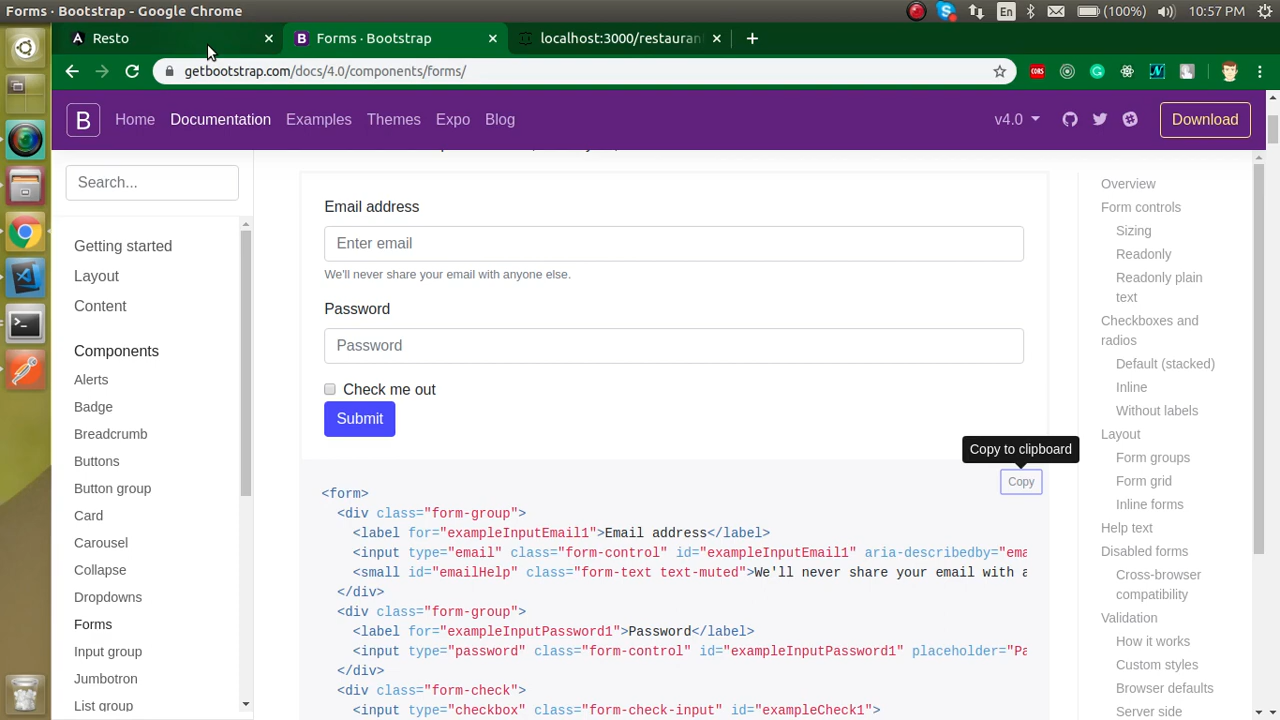 Forms · Bootstrap - Google Chrome
En
(100%)
10:57 PM
Resto
Forms · Bootstrap
localhost:3000/restauran
getbootstrap.com/docs/4.0/components/forms/
CORS
B
Home
Documentation
Examples
Themes
Expo
Blog
v4.0
Download
Search...
Getting started
Layout
Content
Components
Alerts
Badge
Breadcrumb
Buttons
Button group
Card
Carousel
Collapse
Dropdowns
Forms
Input group
Jumbotron
List group
Email address
Enter email
We'll never share your email with anyone else.
Password
Password
Check me out
Submit
Copy to clipboard
Copy
<form>
<div class="form-group">
<label for="exampleInputEmail1">Email address</label>
<input type="email" class="form-control" id="exampleInputEmail1" aria-describedby="ema
<small id="emailHelp" class="form-text text-muted">We'll never share your email with a
</div>
<div class="form-group">
<label for="exampleInputPassword1">Password</label>
<input type="password" class="form-control" id="exampleInputPassword1" placeholder="Pa
</div>
<div class="form-check">
<input type="checkbox" class="form-check-input" id="exampleCheck1">
Overview
Form controls
Sizing
Readonly
Readonly plain
text
Checkboxes and
radios
Default (stacked)
Inline
Without labels
Layout
Form groups
Form grid
Inline forms
Help text
Disabled forms
Cross-browser
compatibility
Validation
How it works
Custom styles
Browser defaults
Server side